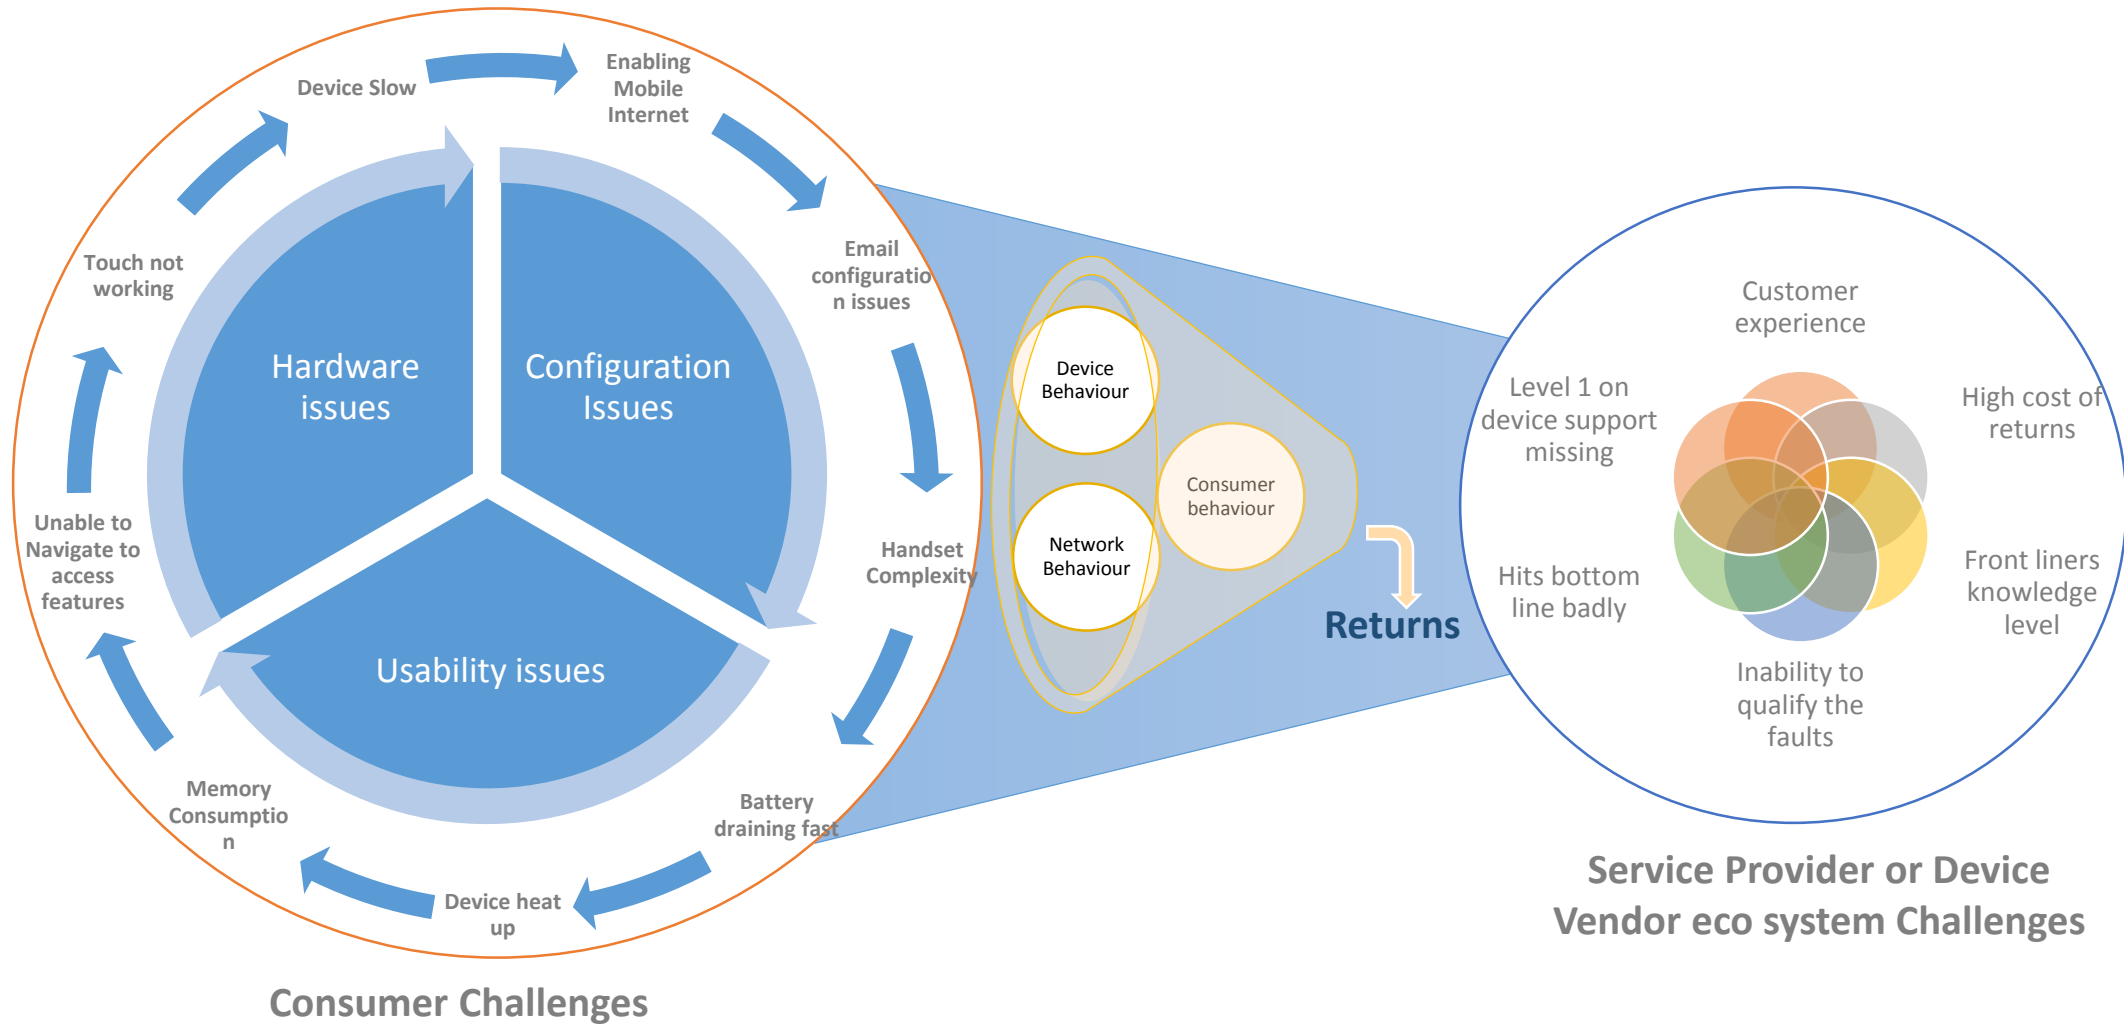 Device Slow
Enabling
Mobile
Internet
Email
configuratio
n issues
Handset
Complexity
Battery
draining fast
Device heat
up
Memory
Consumptio
n
Unable to
Navigate to
access
features
Touch not
working
Hardware
issues
Configuration
Issues
Usability issues
Consumer Challenges
Device
Behaviour
Network
Behaviour
Consumer
behaviour
Returns
Customer
experience
High cost of
returns
Front liners
knowledge
level
Inability to
qualify the
faults
Hits bottom
line badly
Level 1 on
device support
missing
Service Provider or Device
Vendor eco system Challenges